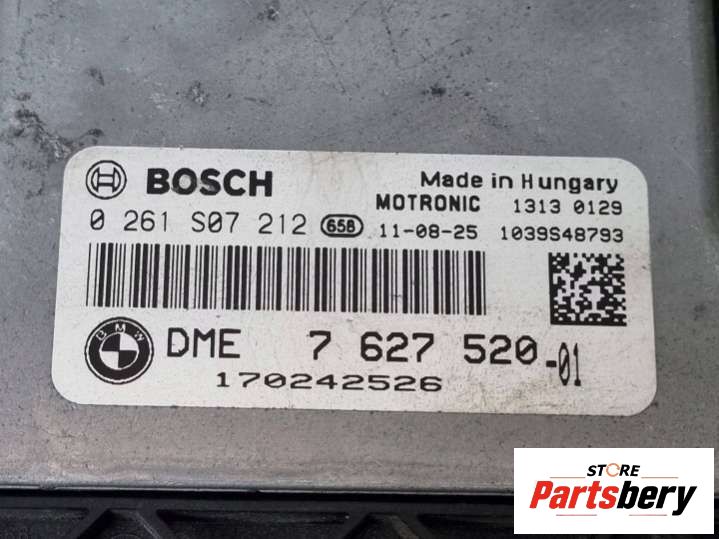 BOSCH
Made in Hungary
MOTRONIC 1313 0129
0 261 S07 212 658 11-08-25 1039S48793
BMW
DME 7 627 520-01
170242526
STORE
Partsbery